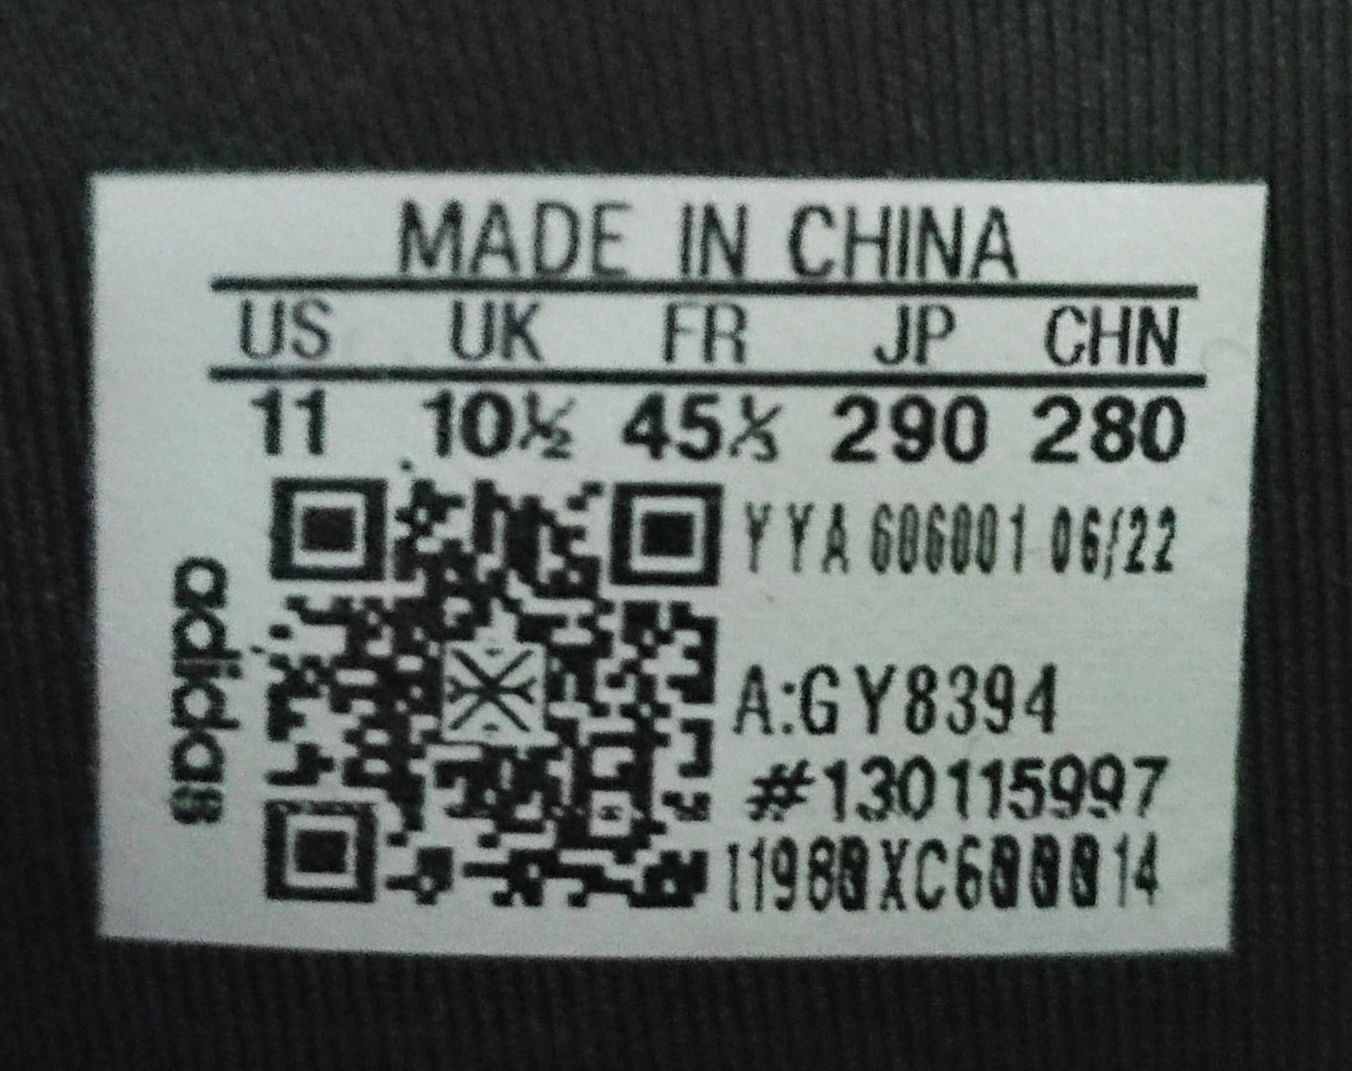 MADE IN CHINA
US UK FR JP CHN
11 10½ 45⅓ 290 280
YYA 606001 06/22
adidas
A:GY8394
#130115997
11980XC6000014